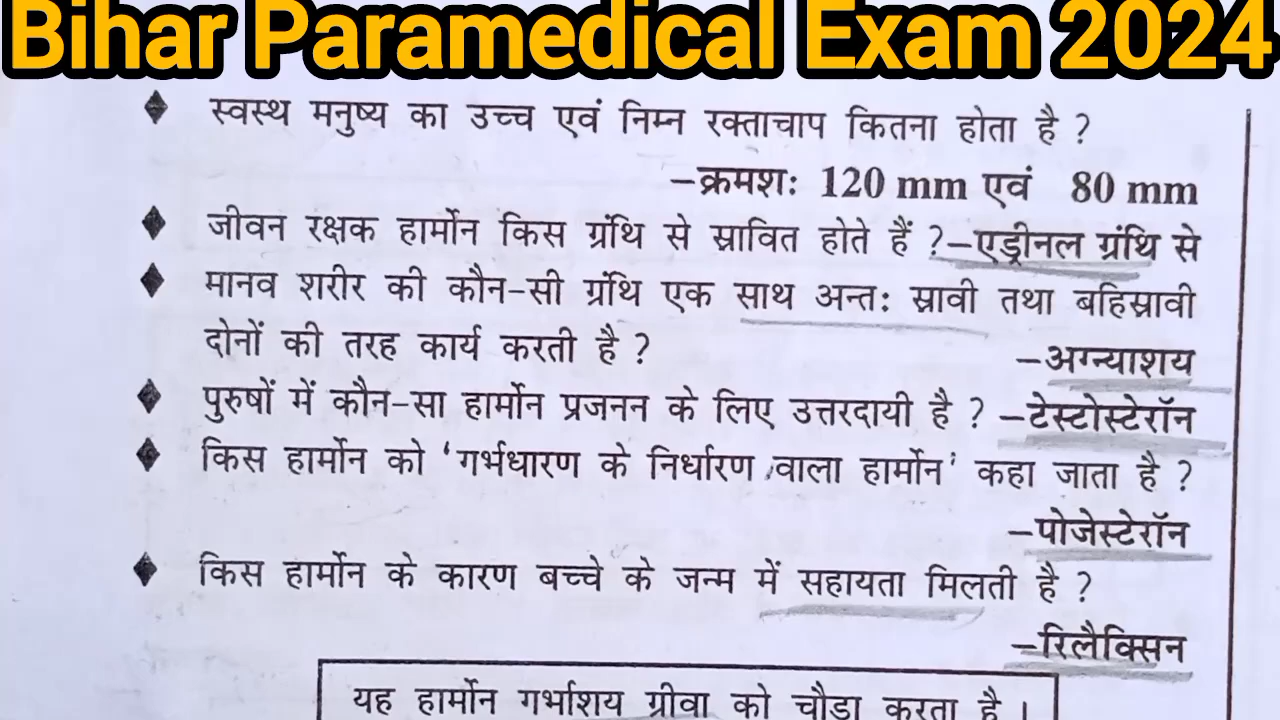 Bihar Paramedical Exam 2024
♦ स्वस्थ मनुष्य का उच्च एवं निम्न रक्ताचाप कितना होता है ?
–क्रमशः 120 mm एवं 80 mm
♦ जीवन रक्षक हार्मोन किस ग्रंथि से स्रावित होते हैं ?–एड्रीनल ग्रंथि से
♦ मानव शरीर की कौन-सी ग्रंथि एक साथ अन्तः स्रावी तथा बहिस्रावी
दोनों की तरह कार्य करती है ? –अग्न्याशय
♦ पुरुषों में कौन-सा हार्मोन प्रजनन के लिए उत्तरदायी है ? –टेस्टोस्टेरॉन
♦ किस हार्मोन को ‘गर्भधारण के निर्धारण वाला हार्मोन’ कहा जाता है ?
–पोजेस्टेरॉन
♦ किस हार्मोन के कारण बच्चे के जन्म में सहायता मिलती है ?
–रिलैक्सिन
यह हार्मोन गर्भाशय ग्रीवा को चौड़ा करता है ।